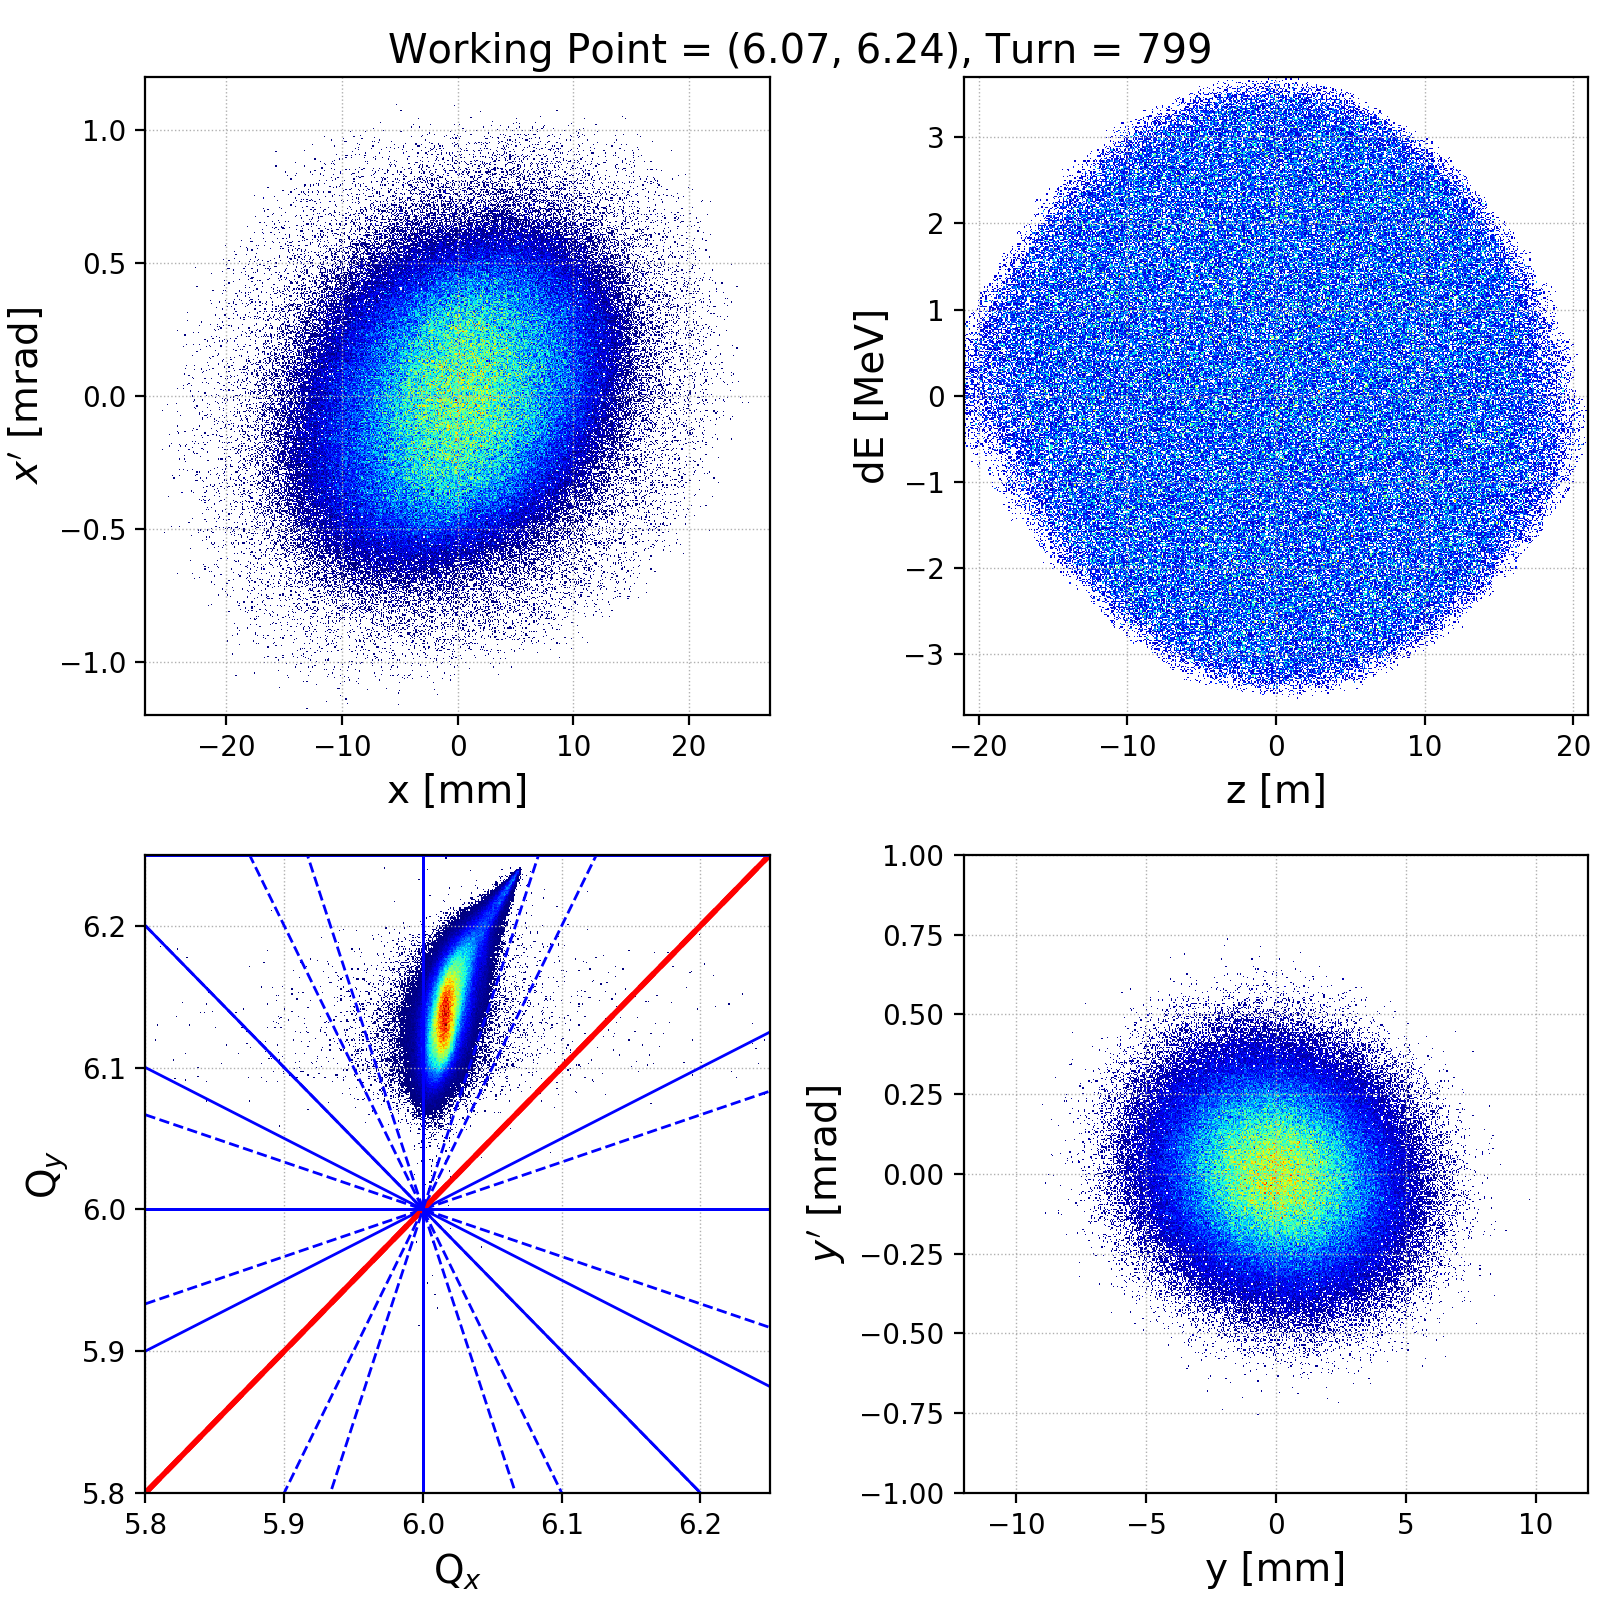 Working Point = (6.07, 6.24), Turn = 799
1.0
0.5
0.0
−0.5
−1.0
x′ [mrad]
−20 −10 0 10 20
x [mm]
3
2
1
0
−1
−2
−3
dE [MeV]
−20 −10 0 10 20
z [m]
6.2
6.1
6.0
5.9
5.8
Qy
5.8 5.9 6.0 6.1 6.2
Qx
1.00
0.75
0.50
0.25
0.00
−0.25
−0.50
−0.75
−1.00
y′ [mrad]
−10 −5 0 5 10
y [mm]